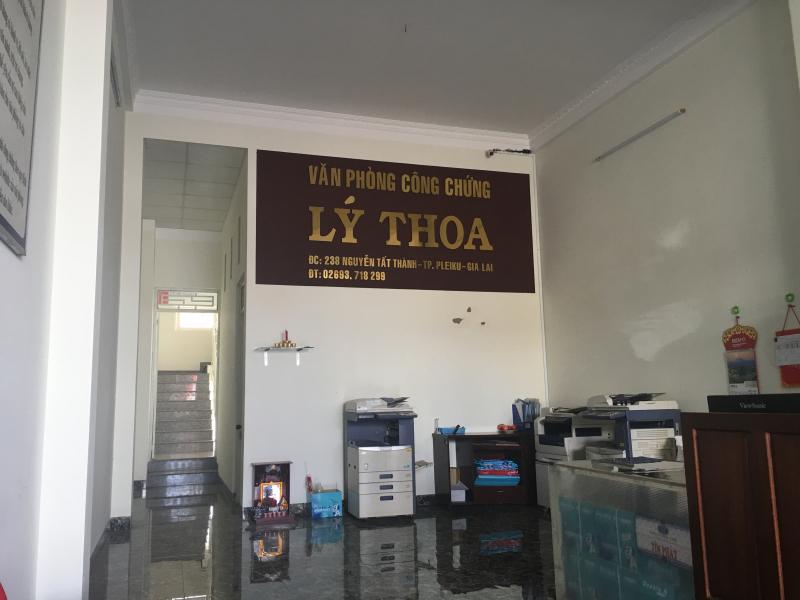 VĂN PHÒNG CÔNG CHỨNG
LÝ THOA
ĐC: 238 NGUYỄN TẤT THÀNH - TP. PLEIKU - GIA LAI
ĐT: 02693. 718 299
ViewSonic